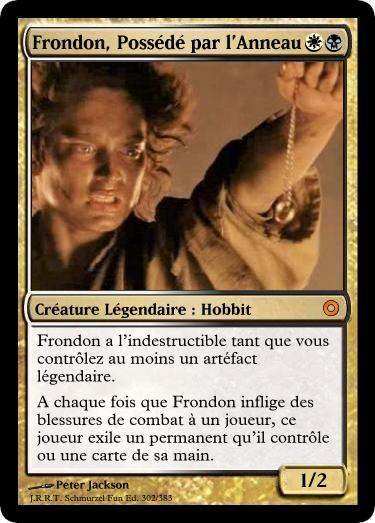 Frondon, Possédé par l'Anneau
Créature Légendaire : Hobbit
Frondon a l'indestructible tant que vous
contrôlez au moins un artéfact
légendaire.
A chaque fois que Frondon inflige des
blessures de combat à un joueur, ce
joueur exile un permanent qu'il contrôle
ou une carte de sa main.
1/2
Peter Jackson
J.R.R.T. Schmurzel Fun Ed. 302/383